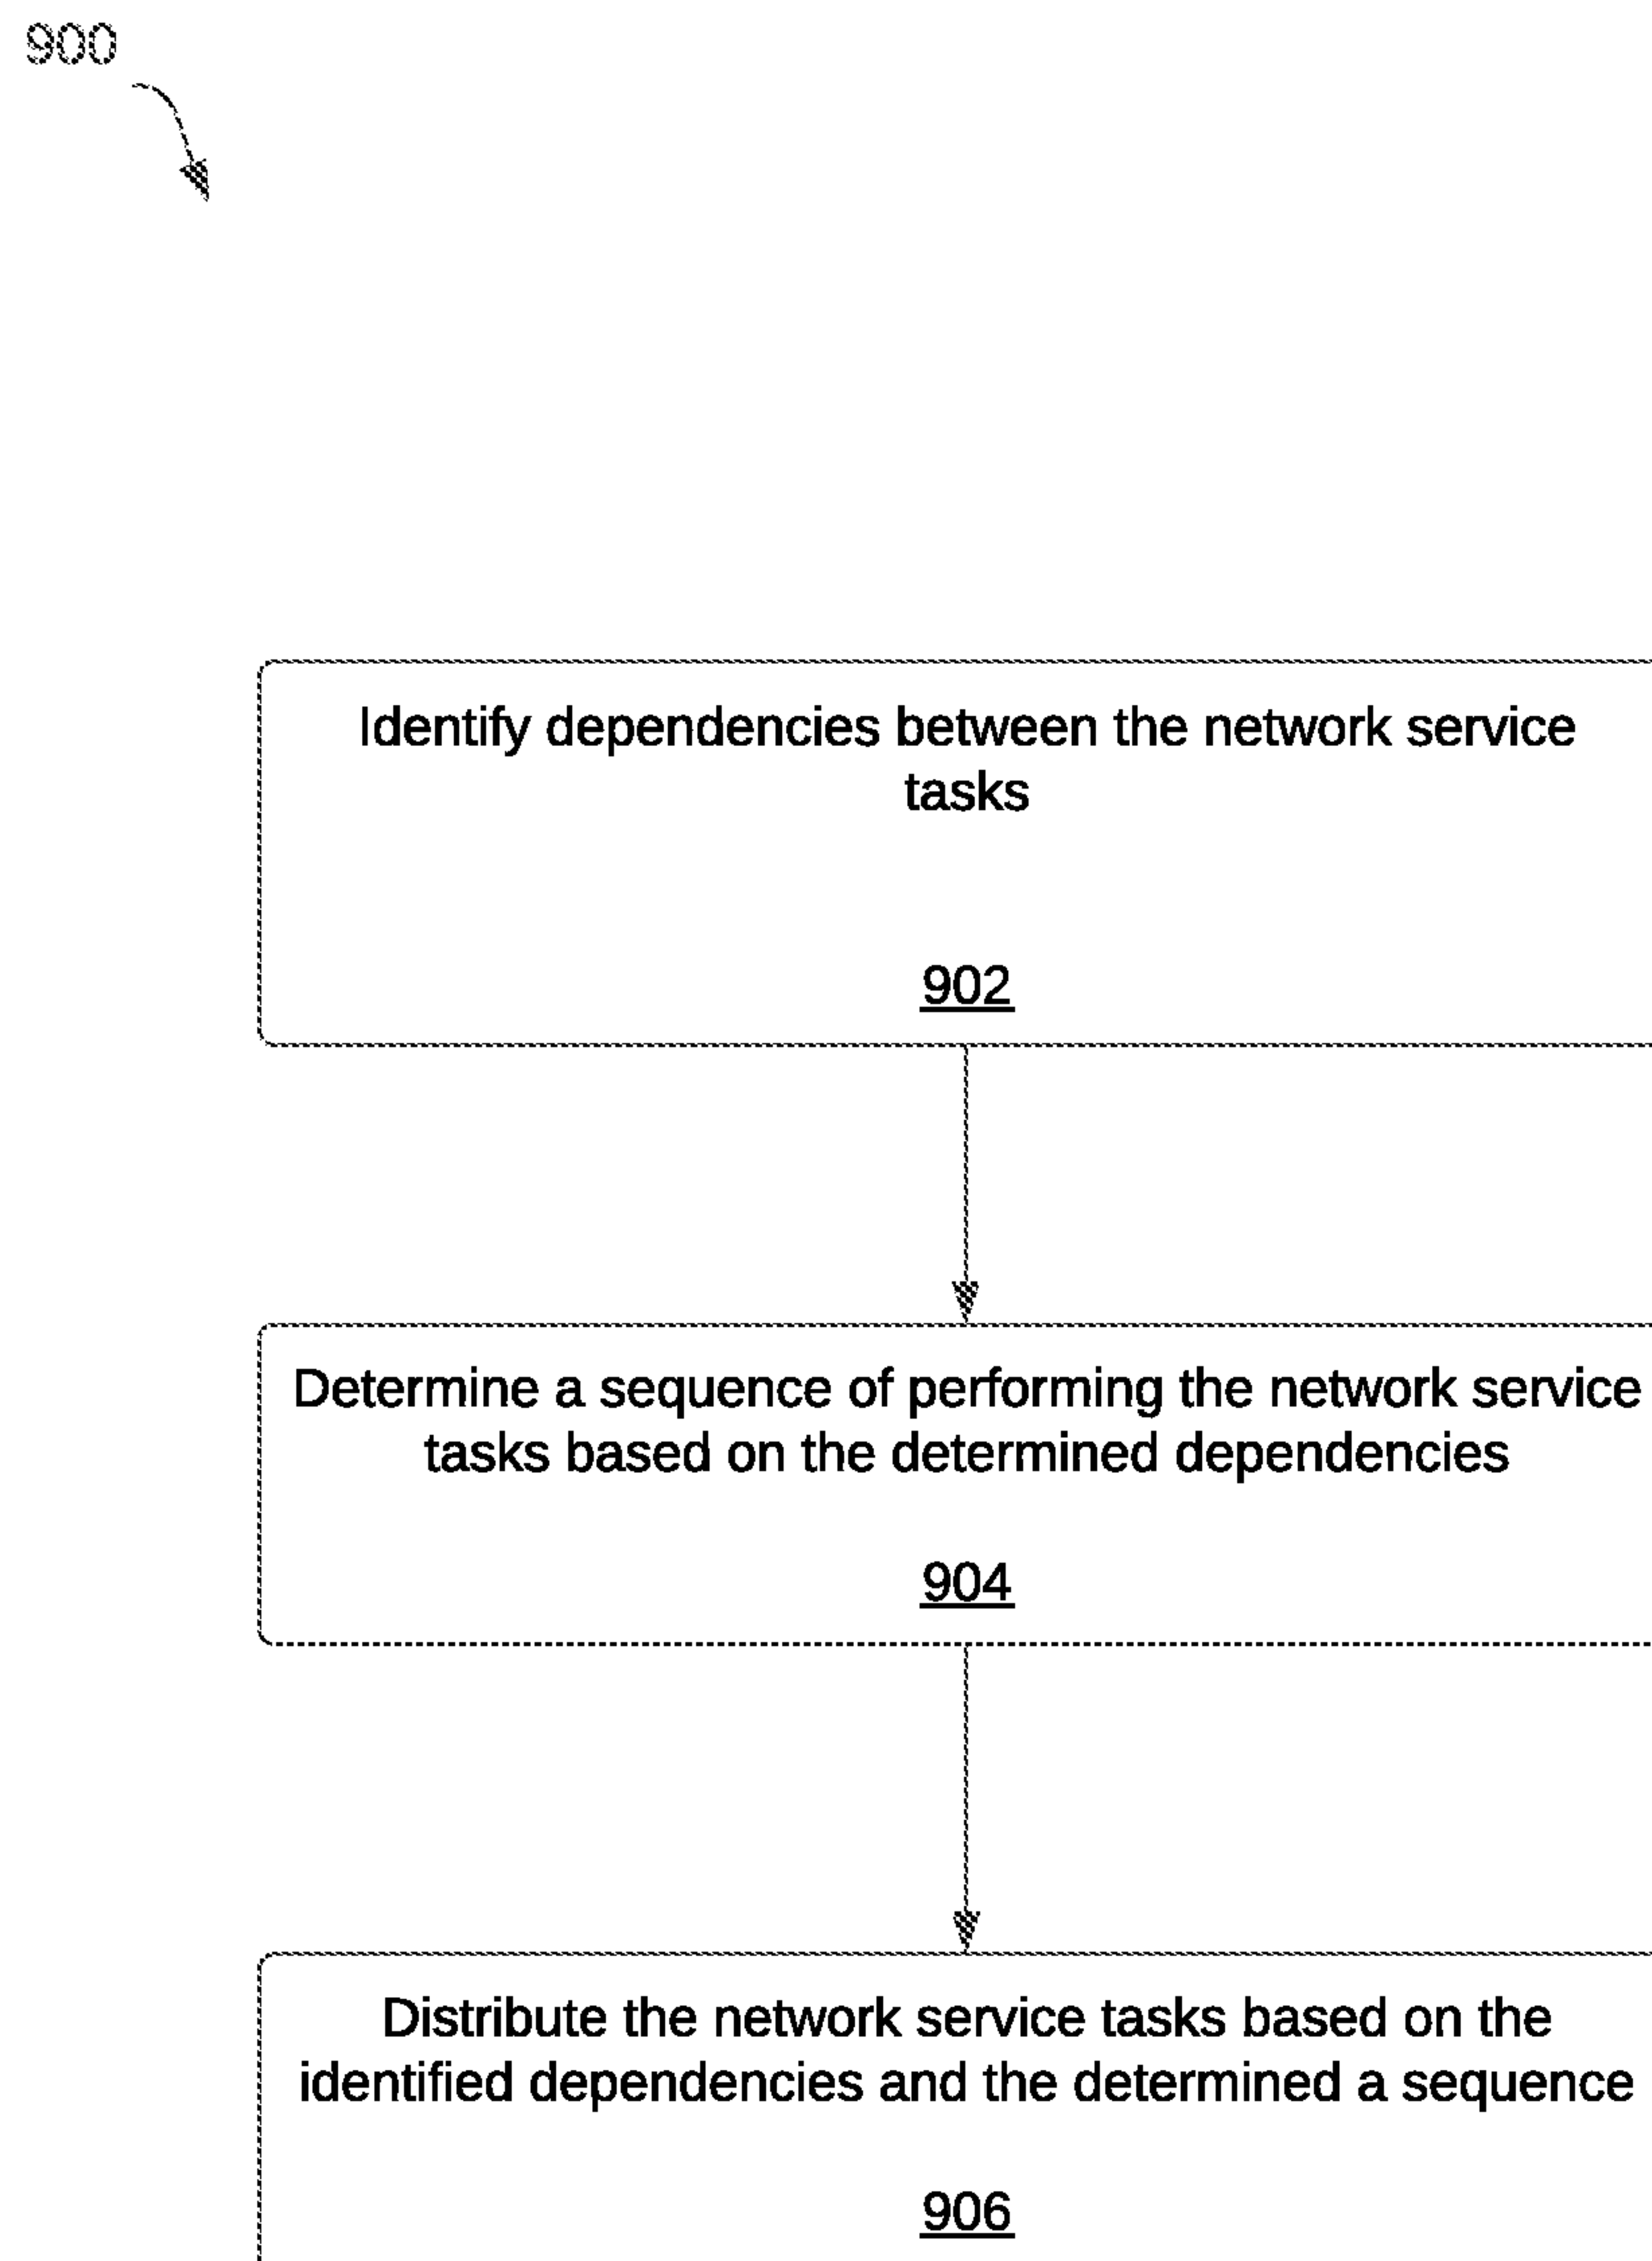 900
Identify dependencies between the network service
tasks
902
Determine a sequence of performing the network service
tasks based on the determined dependencies
904
Distribute the network service tasks based on the
identified dependencies and the determined a sequence
906